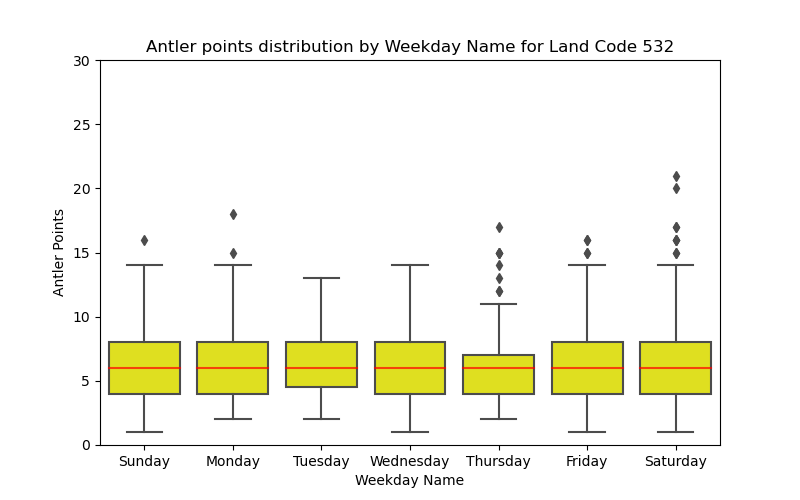 Antler points distribution by Weekday Name for Land Code 532
30
25
20
15
10
5
0
Antler Points
Sunday Monday Tuesday Wednesday Thursday Friday Saturday
Weekday Name